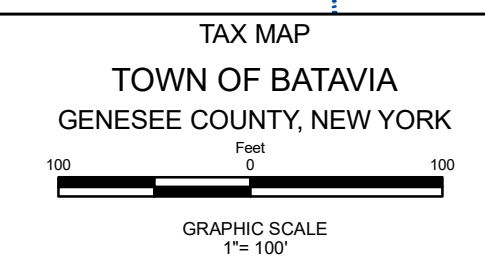 TAX MAP
TOWN OF BATAVIA
GENESEE COUNTY, NEW YORK
Feet
100 0 100
GRAPHIC SCALE
1"= 100'